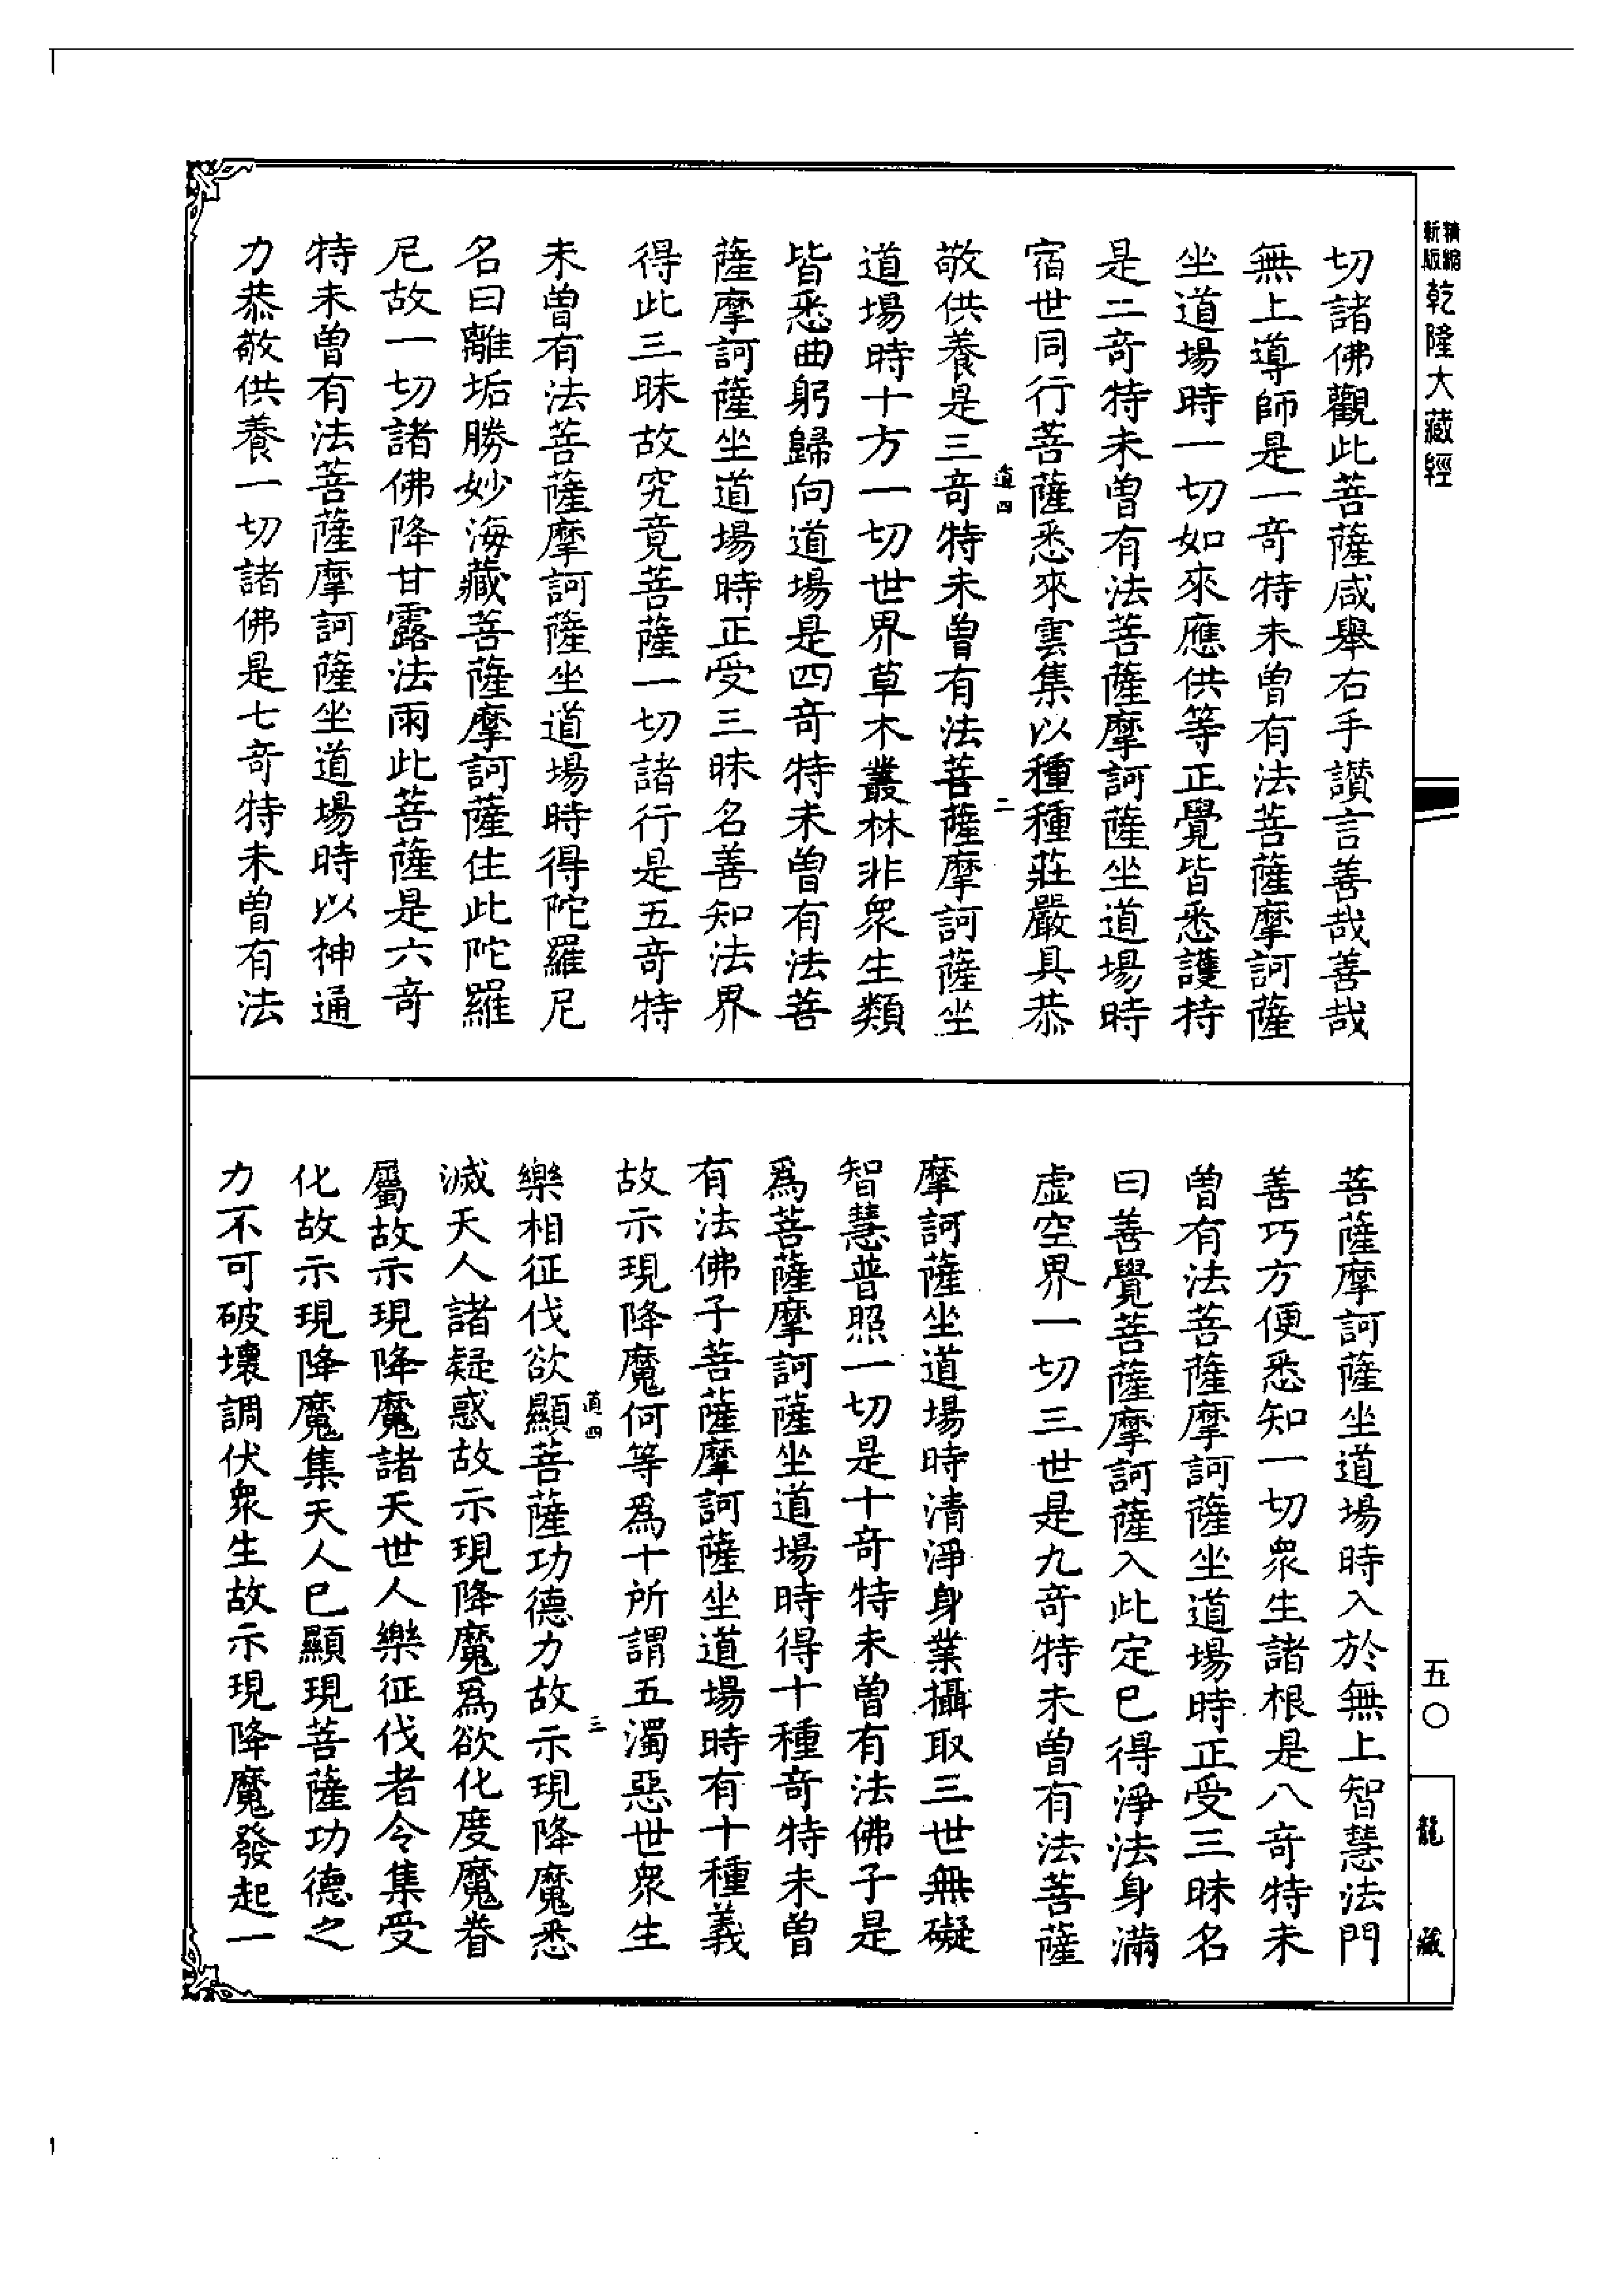 新版
精縮
乾隆大藏經
切諸佛觀此菩薩咸舉右手讚言善哉善哉
無上導師是一奇特未曾有法菩薩摩訶薩
坐道場時一切如來應供等正覺皆悉護持
是二奇特未曾有法菩薩摩訶薩坐道場時
宿世同行菩薩悉來雲集以種種莊嚴具恭
道四
二
敬供養是三奇特未曾有法菩薩摩訶薩坐
道場時十方一切世界草木叢林非眾生類
皆悉曲躬歸向道場是四奇特未曾有法菩
薩摩訶薩坐道場時正受三昧名善知法界
得此三昧故究竟菩薩一切諸行是五奇特
未曾有法菩薩摩訶薩坐道場時得陀羅尼
名曰離垢勝妙海藏菩薩摩訶薩住此陀羅
尼故一切諸佛降甘露法雨此菩薩是六奇
特未曾有法菩薩摩訶薩坐道場時以神通
力恭敬供養一切諸佛是七奇特未曾有法
菩薩摩訶薩坐道場時入於無上智慧法門
善巧方便悉知一切眾生諸根是八奇特未
曾有法菩薩摩訶薩坐道場時正受三昧名
曰善覺菩薩摩訶薩入此定已得淨法身滿
虛空界一切三世是九奇特未曾有法菩薩
摩訶薩坐道場時清淨身業攝取三世無礙
智慧普照一切是十奇特未曾有法佛子是
為菩薩摩訶薩坐道場時得十種奇特未曾
有法佛子菩薩摩訶薩坐道場時有十種義
故示現降魔何等為十所謂五濁惡世眾生
道四
三
樂相征伐欲顯菩薩功德力故示現降魔悉
滅天人諸疑惑故示現降魔為欲化度魔眷
屬故示現降魔諸天世人樂征伐者令集受
化故示現降魔集天人已顯現菩薩功德之
力不可破壞調伏眾生故示現降魔發起一
五〇
龍藏